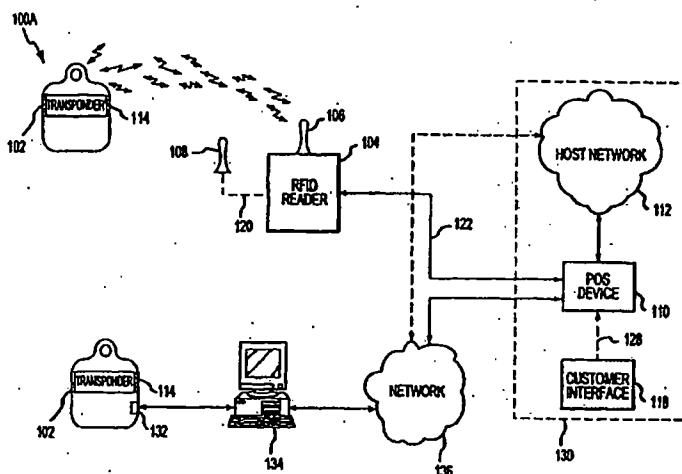 100A
TRANSPONDER
102
114
108
106
104
RFID
READER
120
122
HOST NETWORK
112
POS
DEVICE
110
128
CUSTOMER
INTERFACE
118
130
TRANSPONDER
102
114
132
134
NETWORK
136